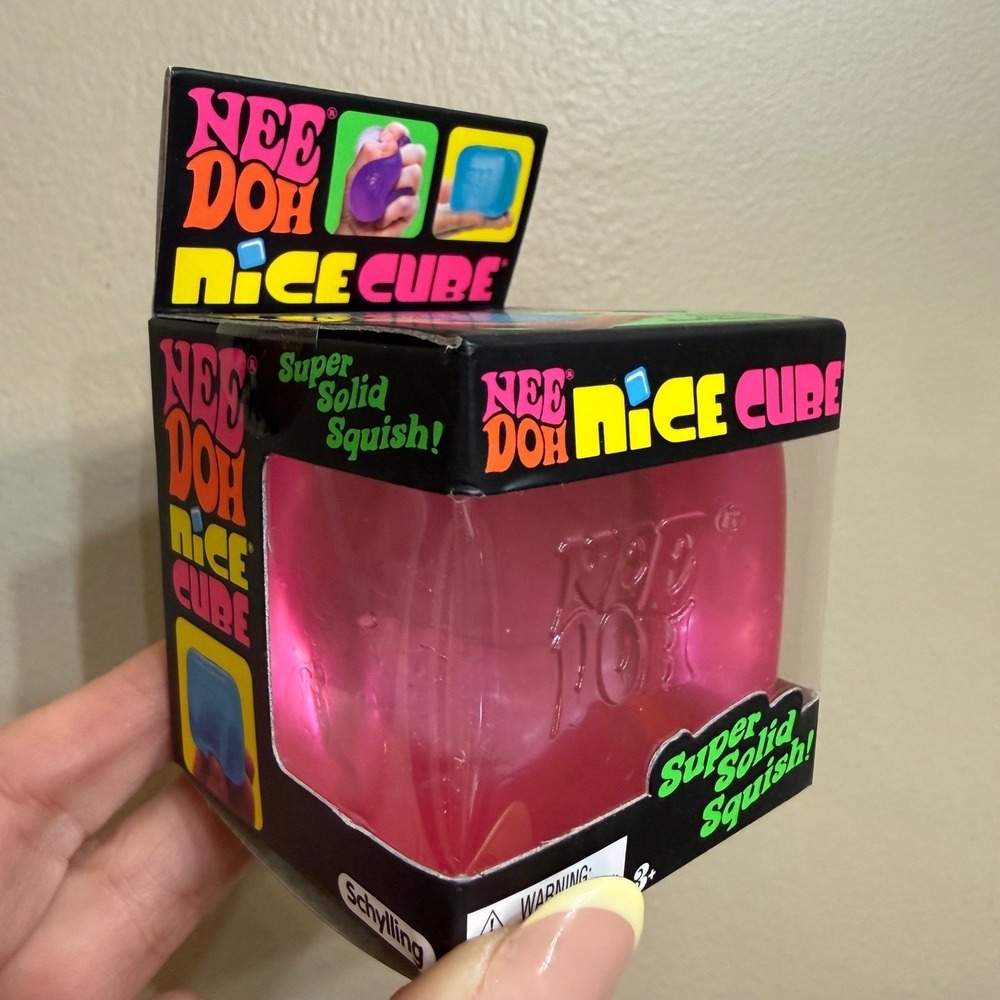 NEE®
DOH
NiCE CUBE
NEE®
DOH
NiCE
CUBE
Super
Solid
Squish!
NEE®
DOH
NiCE CUBE
NEE®
DOH
Super
Solid
Squish!
Schylling
WARNING:
3+